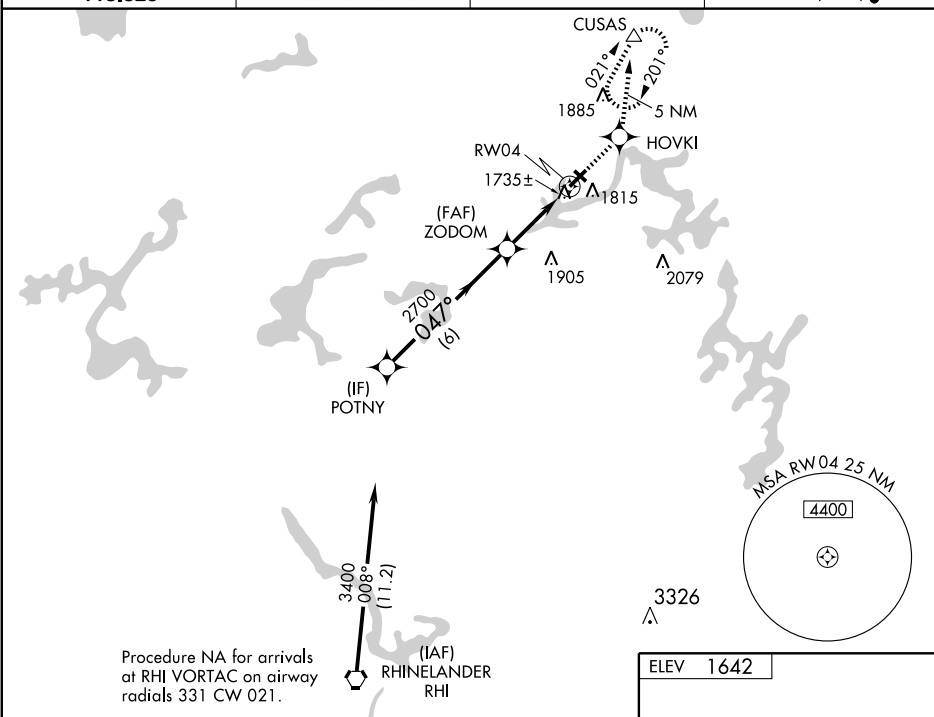 CUSAS
021°
201°
1885
5 NM
HOVKI
RW04
1735±
1815
(FAF)
ZODOM
1905
2079
2700
047°
(6)
(IF)
POTNY
MSA RW04 25 NM
4400
3400
008°
(11.2)
3326
(IAF)
RHINELANDER
RHI
Procedure NA for arrivals
at RHI VORTAC on airway
radials 331 CW 021.
ELEV 1642